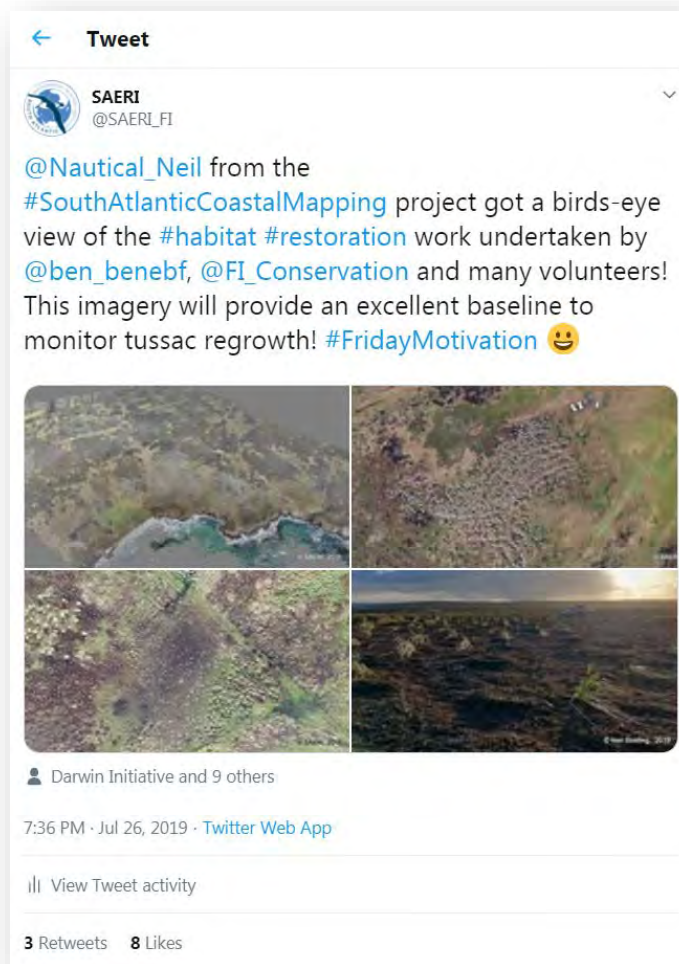 Tweet
SAERI
@SAERI_FI
@Nautical_Neil from the
#SouthAtlanticCoastalMapping project got a birds-eye
view of the #habitat #restoration work undertaken by
@ben_benebf, @FI_Conservation and many volunteers!
This imagery will provide an excellent baseline to
monitor tussac regrowth! #FridayMotivation 😀
Darwin Initiative and 9 others
7:36 PM · Jul 26, 2019 · Twitter Web App
View Tweet activity
3 Retweets 8 Likes